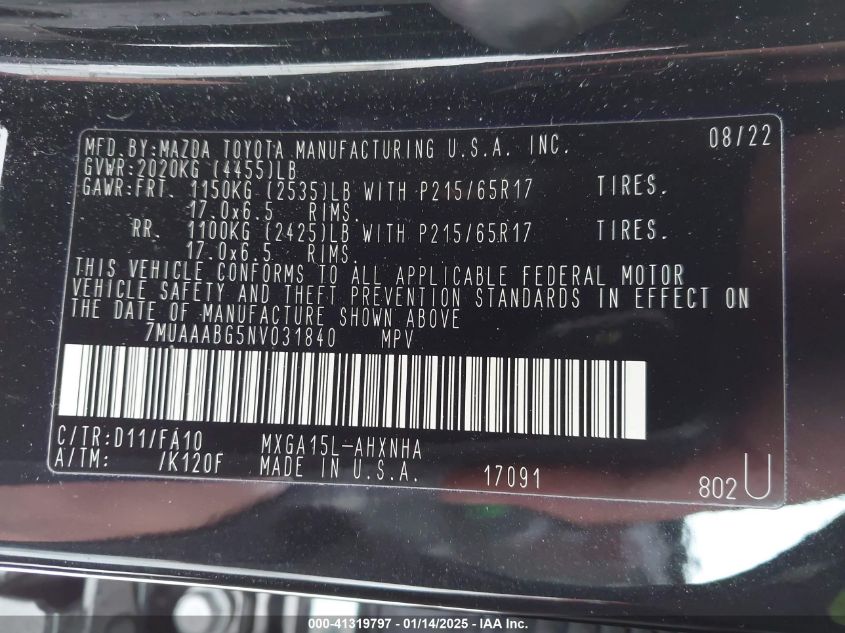 MFD.BY:MAZDA TOYOTA MANUFACTURING U.S.A. INC. 08/22
GVWR:2020KG (4455)LB
GAWR:FRT. 1150KG (2535)LB WITH P215/65R17 TIRES.
17.0x6.5 RIMS.
RR. 1100KG (2425)LB WITH P215/65R17 TIRES.
17.0x6.5 RIMS.
THIS VEHICLE CONFORMS TO ALL APPLICABLE FEDERAL MOTOR
VEHICLE SAFETY AND THEFT PREVENTION STANDARDS IN EFFECT ON
THE DATE OF MANUFACTURE SHOWN ABOVE
7MUAAABG5NV031840 MPV
C/TR:D11/FA10 MXGA15L-AHXNHA
A/TM: /K120F MADE IN U.S.A. 17091 802U
000-41319797 - 01/14/2025 - IAA Inc.